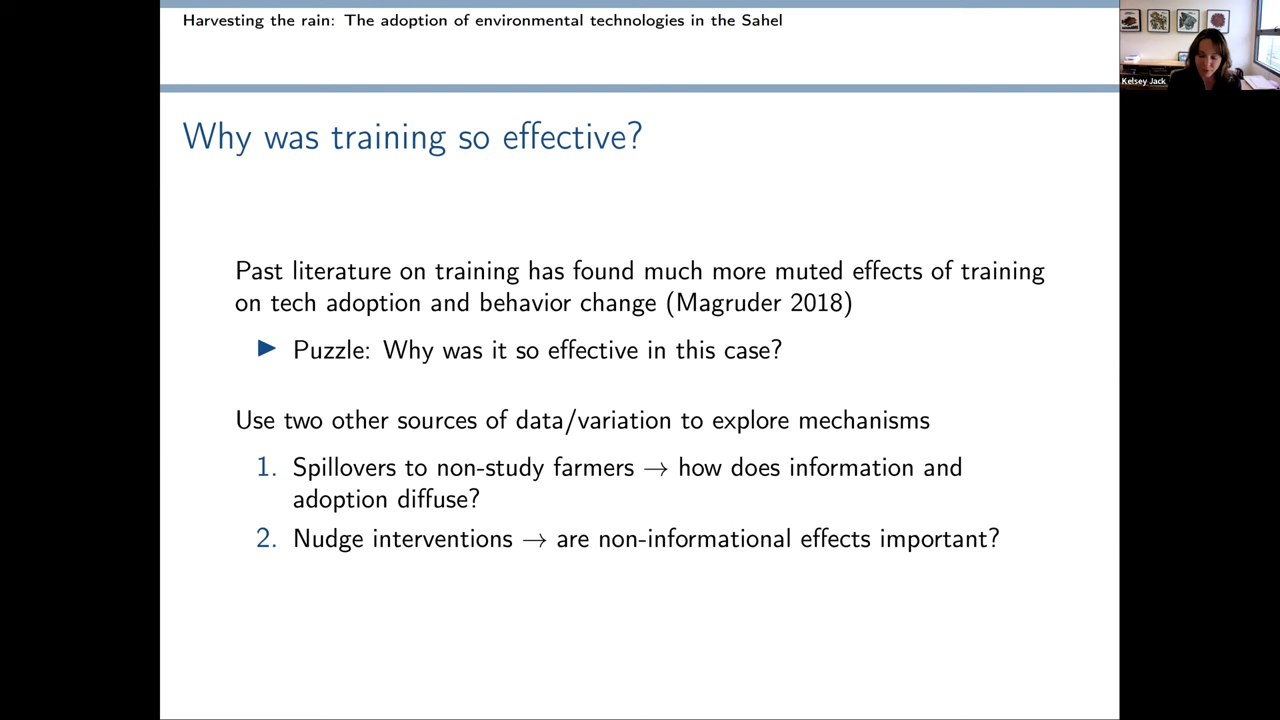 Harvesting the rain: The adoption of environmental technologies in the Sahel
Kelsey Jack
Why was training so effective?
Past literature on training has found much more muted effects of training
on tech adoption and behavior change (Magruder 2018)
▶ Puzzle: Why was it so effective in this case?
Use two other sources of data/variation to explore mechanisms
1. Spillovers to non-study farmers → how does information and
adoption diffuse?
2. Nudge interventions → are non-informational effects important?